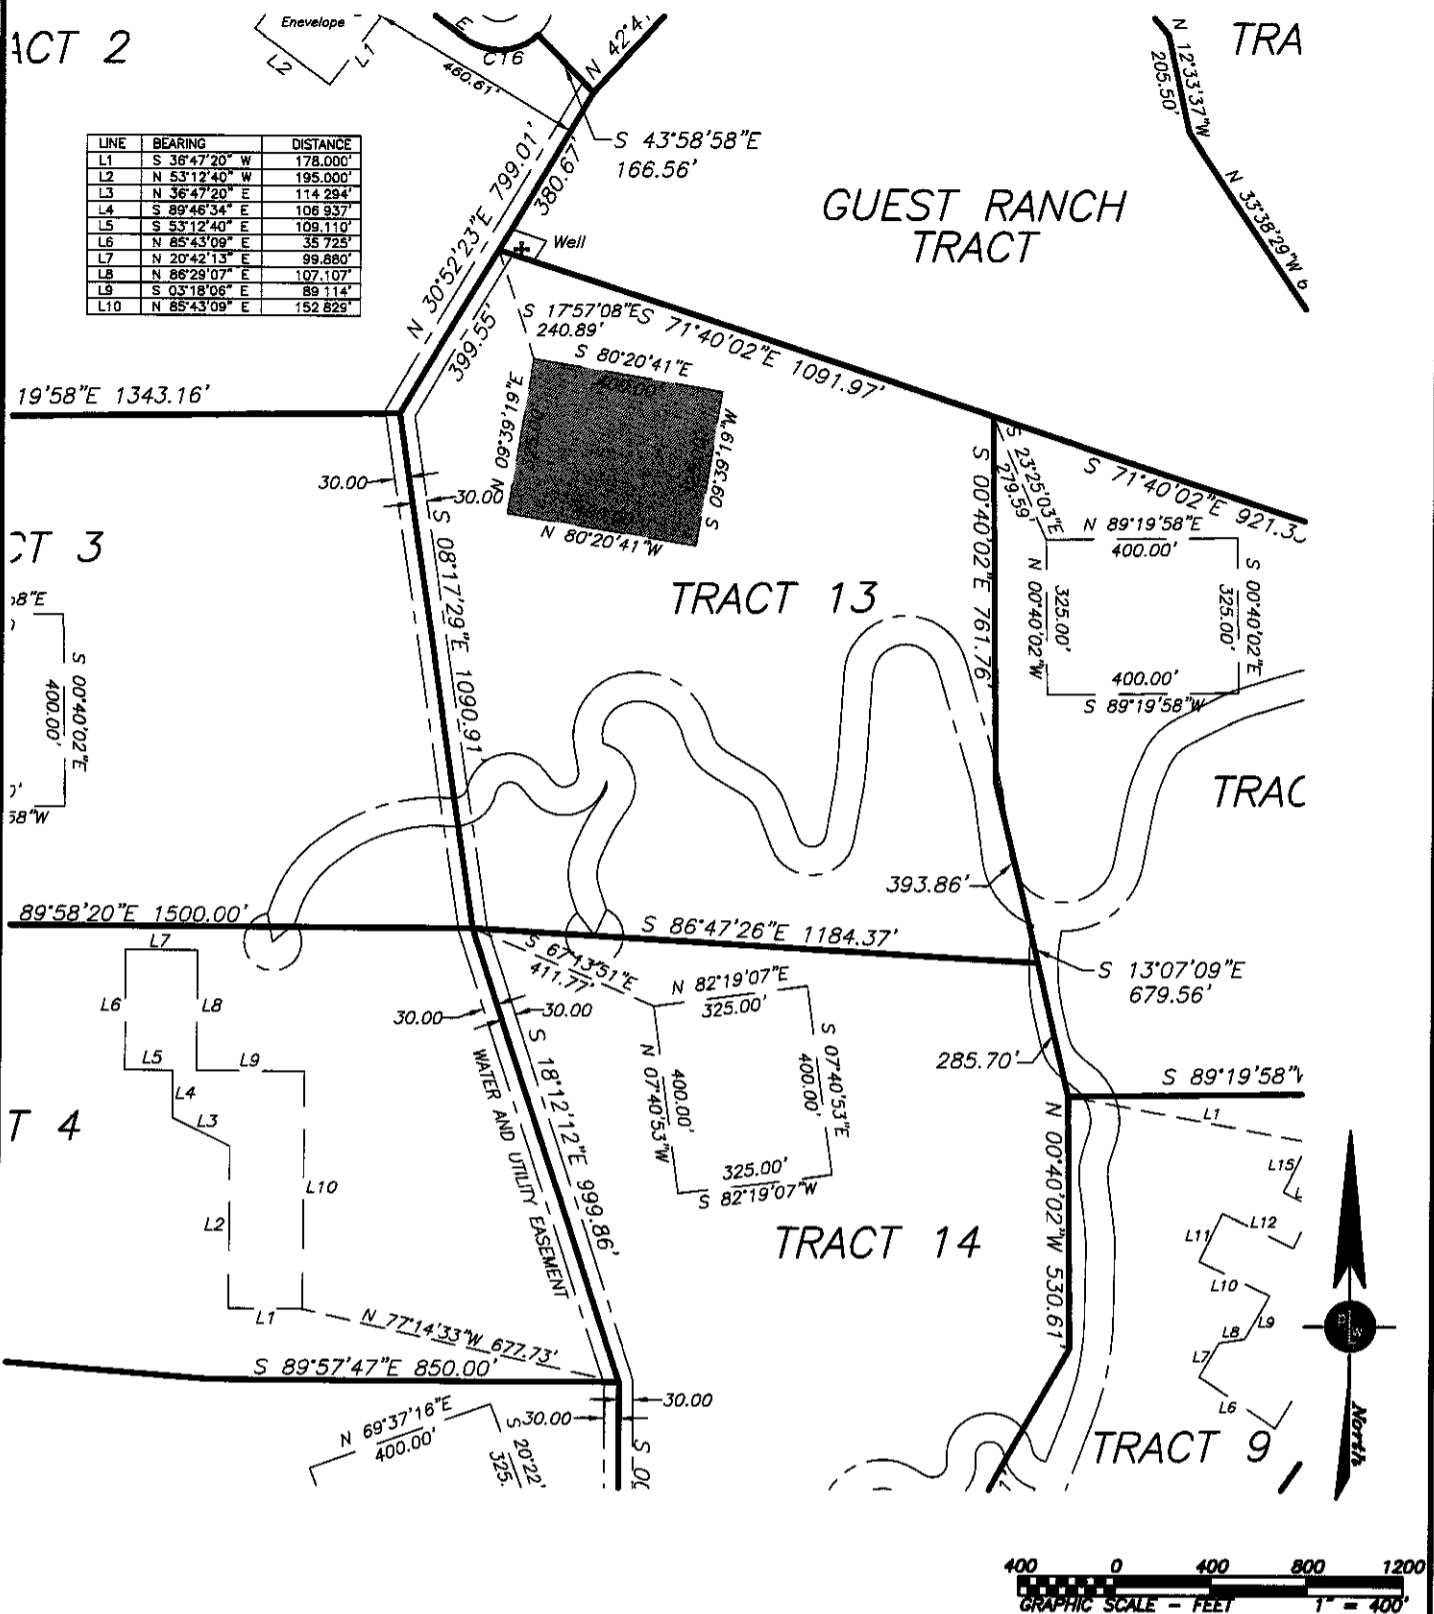 ACT 2
Enevelope
L2
L1
E
C16
460.61'
N 42°4
S 43°58'58"E
166.56'
TRA
N 12°33'37"W
205.50'
N 33°38'29"W 6
LINE BEARING DISTANCE
L1 S 36°47'20" W 178.000'
L2 N 53°12'40" W 195.000'
L3 N 36°47'20" E 114 294'
L4 S 89°46'34" E 106 937'
L5 S 53°12'40" E 109.110'
L6 N 85°43'09" E 35 725'
L7 N 20°42'13" E 99.880'
L8 N 86°29'07" E 107.107'
L9 S 03°18'06" E 89 114'
L10 N 85°43'09" E 152 829'
N 30°52'23"E 799.01'
380.67'
399.55'
Well
GUEST RANCH
TRACT
S 17°57'08"E
240.89'
S 71°40'02"E 1091.97'
S 80°20'41"E
400.00'
N 09°39'19"E
S 09°39'19"W
N 80°20'41"W
19'58"E 1343.16'
30.00
30.00
S 08°17'29"E 1090.91'
CT 3
58"E
S 00°40'02"E
400.00'
58"W
TRACT 13
S 00°40'02"E 761.76'
S 23°25'03"E
279.59'
S 71°40'02"E 921.3
N 89°19'58"E
400.00'
N 00°40'02"W
325.00'
S 00°40'02"E
325.00'
400.00'
S 89°19'58"W
TRAC
393.86'
89°58'20"E 1500.00'
S 86°47'26"E 1184.37'
S 67°13'51"E
411.77'
S 13°07'09"E
679.56'
285.70'
L7
L6
L8
L5
L9
L4
L3
L2
L10
L1
T 4
30.00
30.00
WATER AND UTILITY EASEMENT
S 18°12'12"E 999.86'
N 82°19'07"E
325.00'
N 07°40'53"W
400.00'
S 07°40'53"E
400.00'
325.00'
S 82°19'07"W
TRACT 14
S 89°19'58"W
L1
N 00°40'02"W 530.61'
L15
L
L12
L11
L10
L9
L8
L7
L6
N 77°14'33"W 677.73'
S 89°57'47"E 850.00'
30.00
30.00
N 69°37'16"E
400.00'
S 20°22'
325.
S 0
TRACT 9
North
400 0 400 800 1200
GRAPHIC SCALE - FEET 1" = 400'